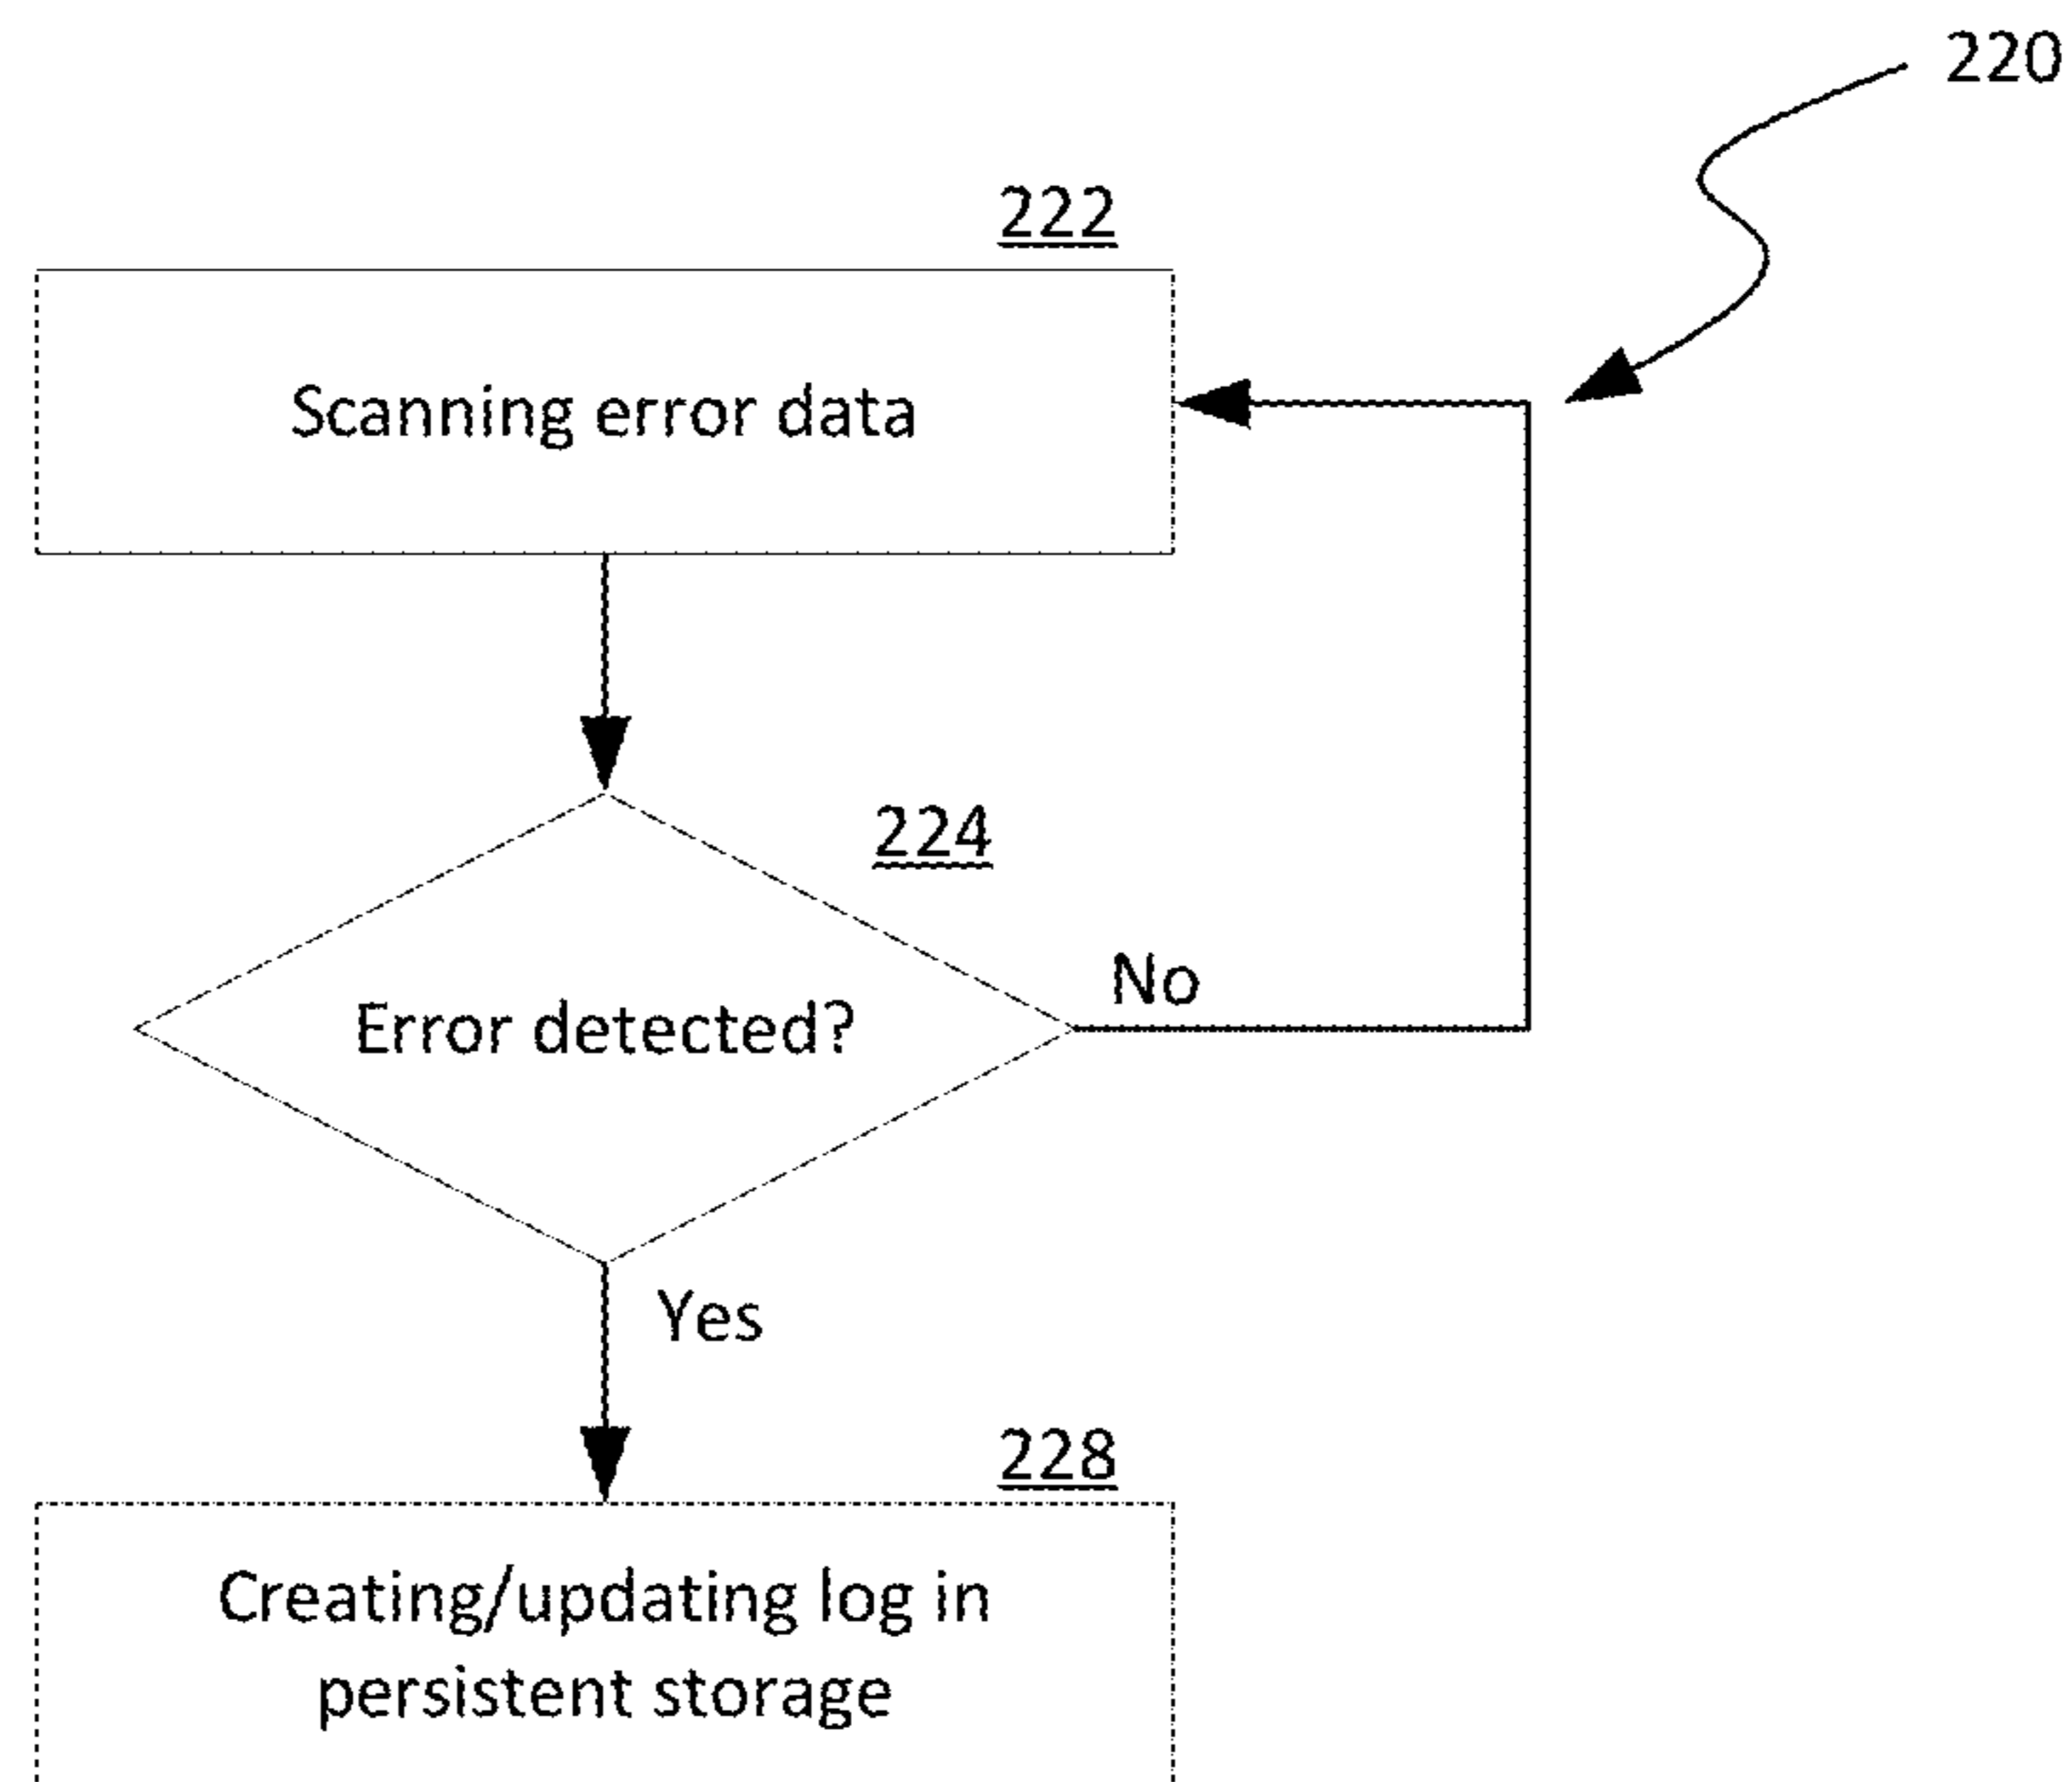 220
222
Scanning error data
224
Error detected?
No
Yes
228
Creating/updating log in
persistent storage